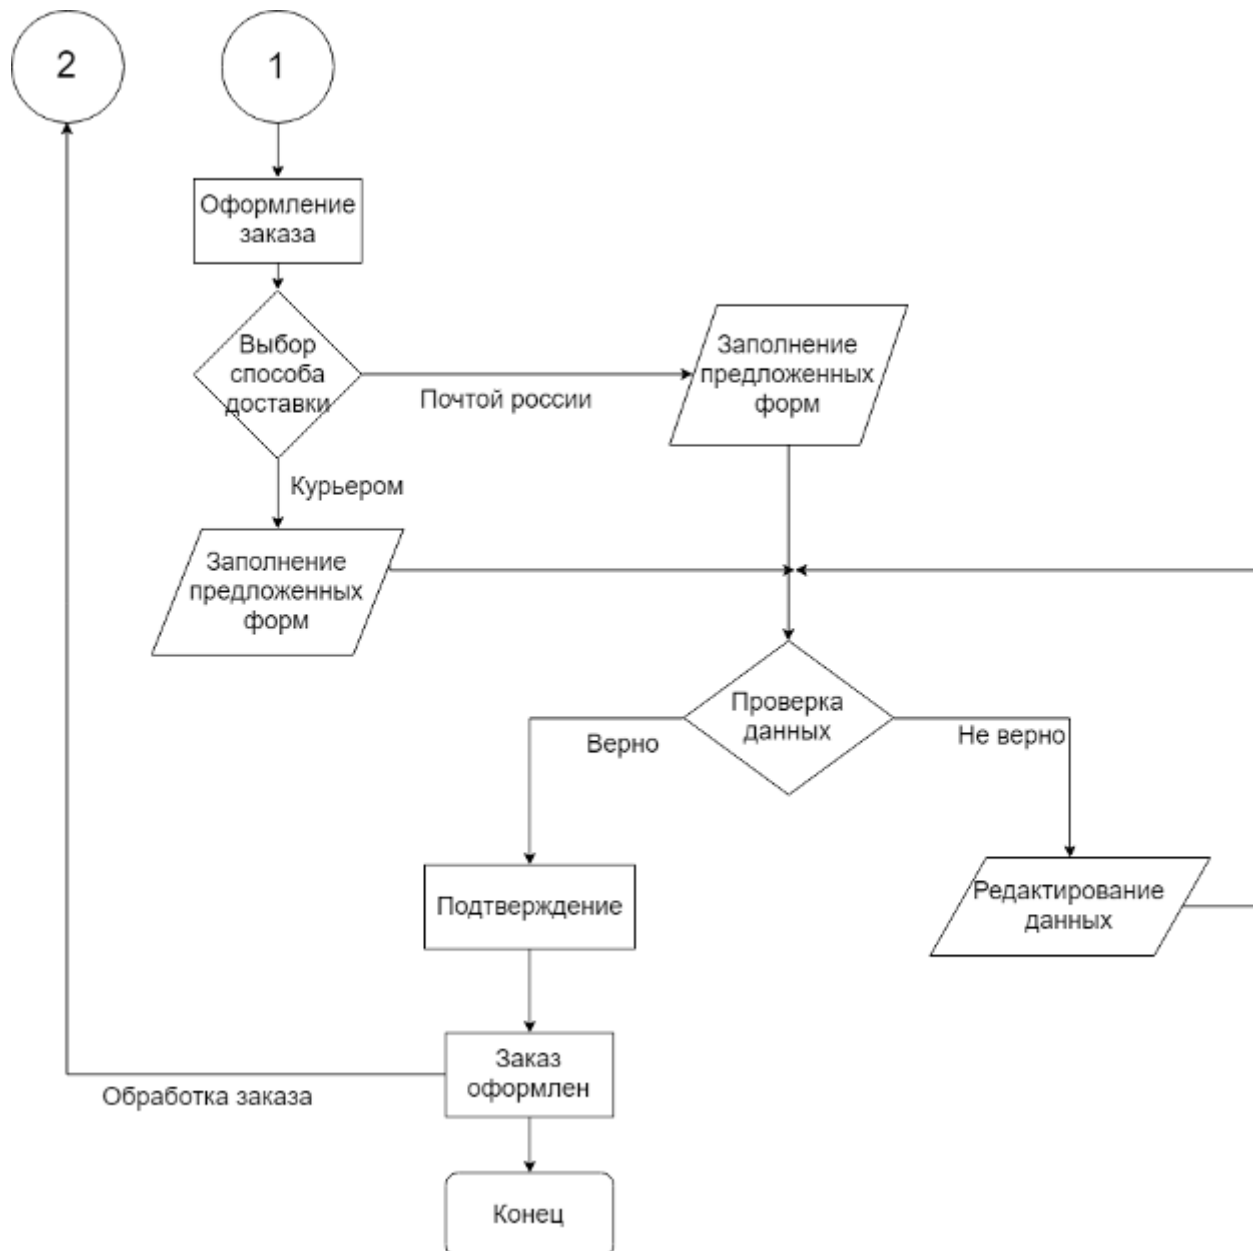 2
1
Оформление
заказа
Выбор
способа
доставки
Почтой россии
Заполнение
предложенных
форм
Курьером
Заполнение
предложенных
форм
Проверка
данных
Верно
Не верно
Подтверждение
Редактирование
данных
Заказ
оформлен
Обработка заказа
Конец